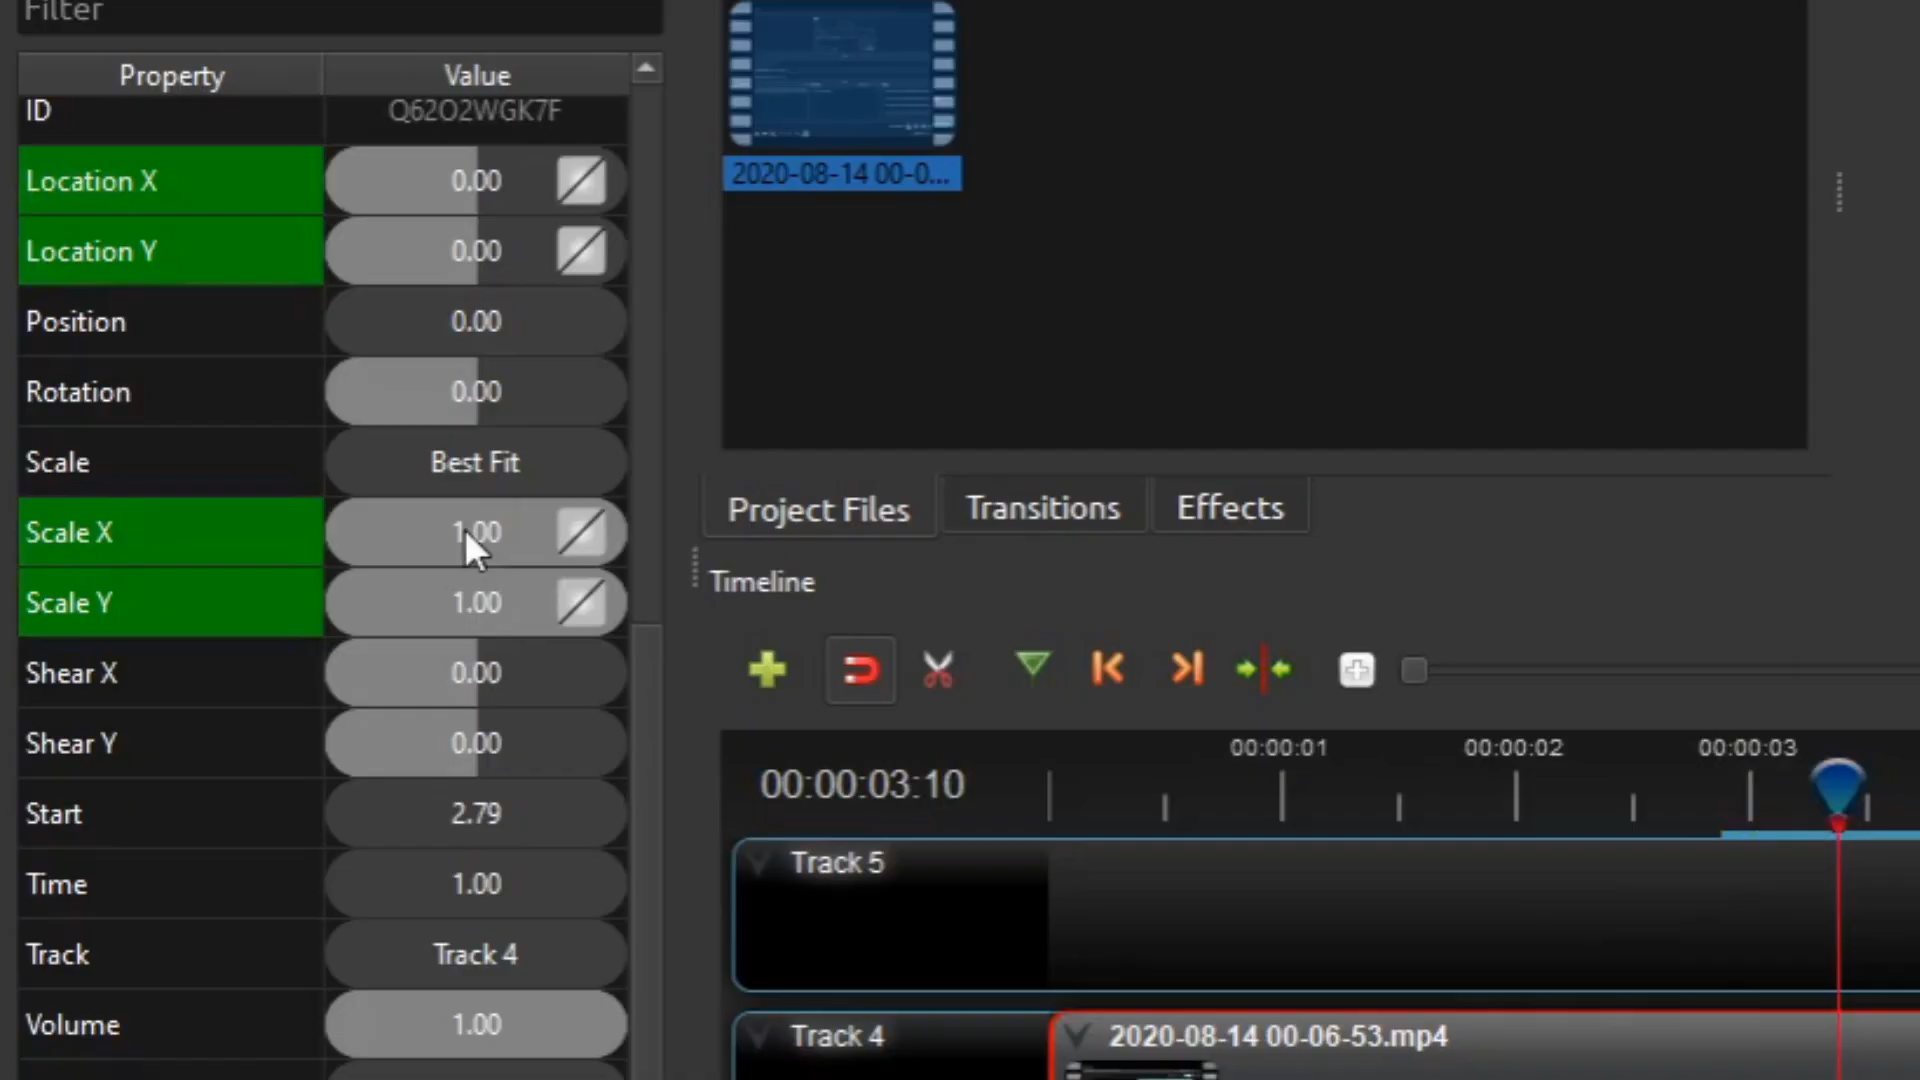 Filter
Property Value
ID Q62O2WGK7F
Location X 0.00
Location Y 0.00
Position 0.00
Rotation 0.00
Scale Best Fit
Scale X 1.00
Scale Y 1.00
Shear X 0.00
Shear Y 0.00
Start 2.79
Time 1.00
Track Track 4
Volume 1.00
2020-08-14 00-0...
Project Files Transitions Effects
Timeline
00:00:01 00:00:02 00:00:03
00:00:03:10
Track 5
Track 4 2020-08-14 00-06-53.mp4